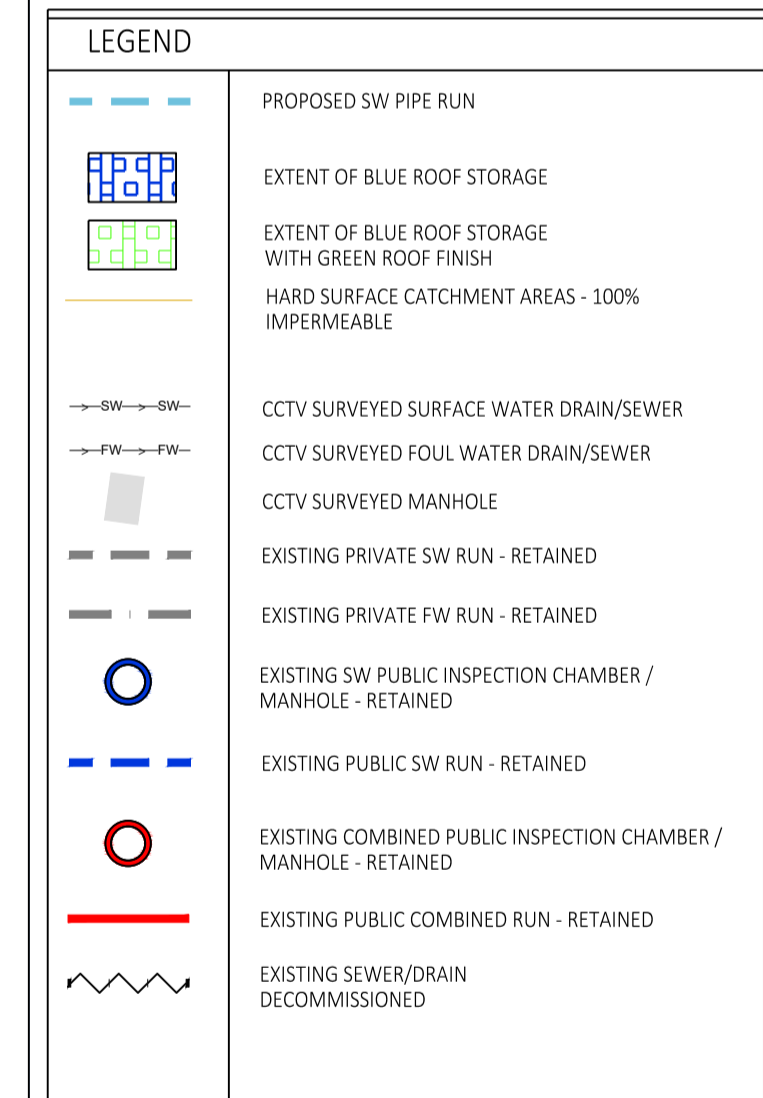 LEGEND
PROPOSED SW PIPE RUN
EXTENT OF BLUE ROOF STORAGE
EXTENT OF BLUE ROOF STORAGE
WITH GREEN ROOF FINISH
HARD SURFACE CATCHMENT AREAS - 100%
IMPERMEABLE
SW SW
CCTV SURVEYED SURFACE WATER DRAIN/SEWER
FW FW
CCTV SURVEYED FOUL WATER DRAIN/SEWER
CCTV SURVEYED MANHOLE
EXISTING PRIVATE SW RUN - RETAINED
EXISTING PRIVATE FW RUN - RETAINED
EXISTING SW PUBLIC INSPECTION CHAMBER /
MANHOLE - RETAINED
EXISTING PUBLIC SW RUN - RETAINED
EXISTING COMBINED PUBLIC INSPECTION CHAMBER /
MANHOLE - RETAINED
EXISTING PUBLIC COMBINED RUN - RETAINED
EXISTING SEWER/DRAIN
DECOMMISSIONED